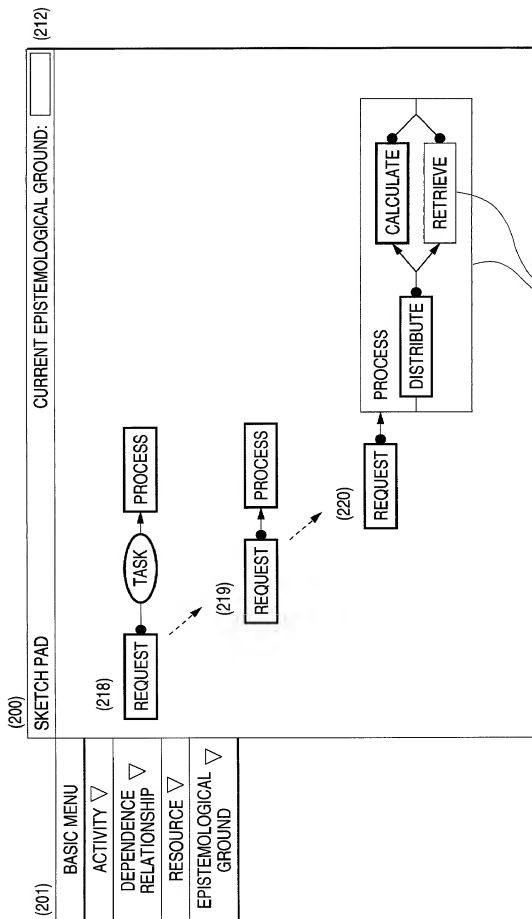 (200)
(201)
SKETCH PAD
CURRENT EPISTEMOLOGICAL GROUND:
(212)
BASIC MENU
ACTIVITY ▽
DEPENDENCE
RELATIONSHIP ▽
RESOURCE ▽
EPISTEMOLOGICAL
GROUND ▽
(218)
REQUEST
TASK
PROCESS
(219)
REQUEST
PROCESS
(220)
REQUEST
PROCESS
DISTRIBUTE
CALCULATE
RETRIEVE